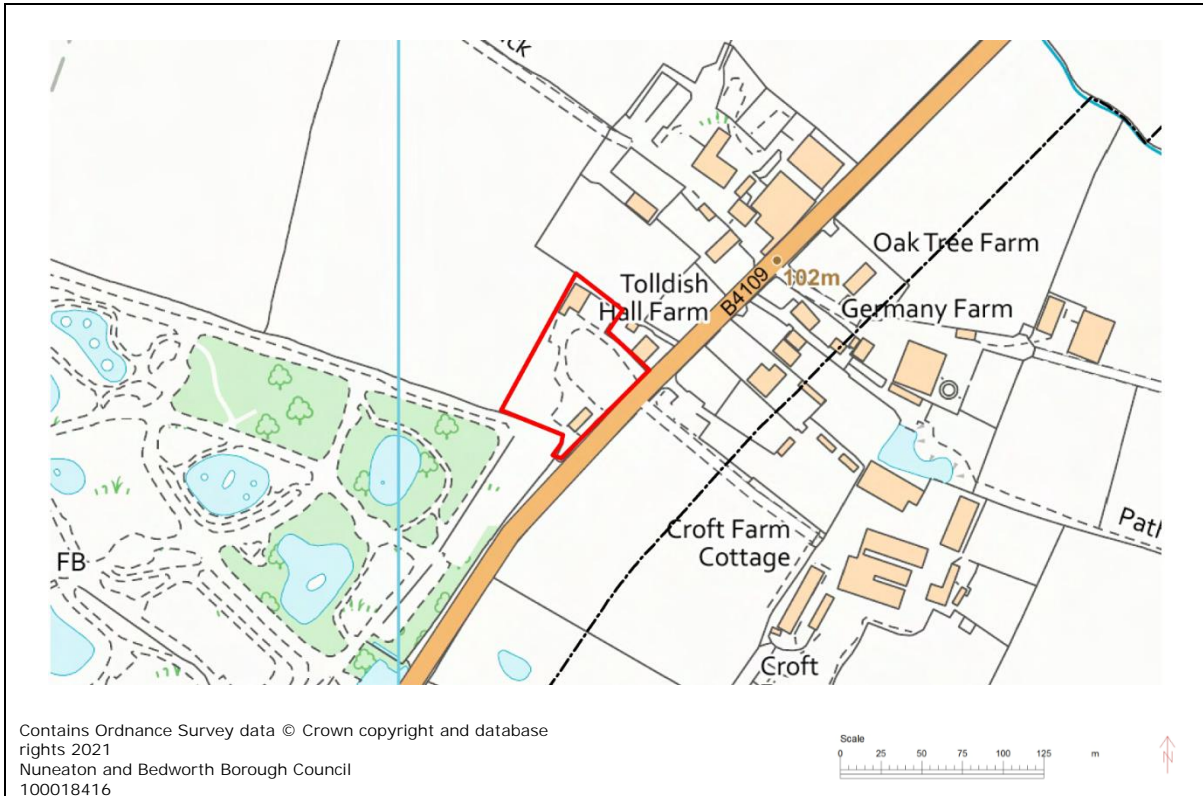 ck
Oak Tree Farm
Tolldish
Hall Farm
B4109
102m
Germany Farm
Croft Farm
Cottage
Path
FB
Croft
Contains Ordnance Survey data © Crown copyright and database
rights 2021
Nuneaton and Bedworth Borough Council
100018416
Scale
0 25 50 75 100 125 m
N